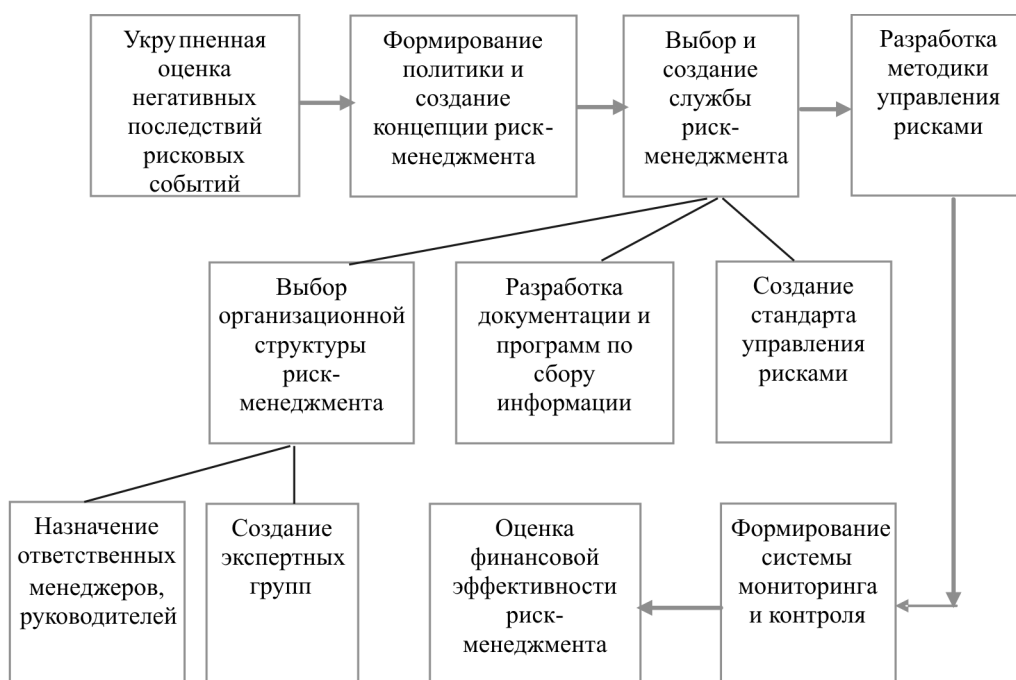 Укрупненная
оценка
негативных
последствий
рисковых
событий
Формирование
политики и
создание
концепции риск-
менеджмента
Выбор и
создание
службы
риск-
менеджмента
Разработка
методики
управления
рисками
Выбор
организационной
структуры
риск-
менеджмента
Разработка
документации и
программ по
сбору
информации
Создание
стандарта
управления
рисками
Назначение
ответственных
менеджеров,
руководителей
Создание
экспертных
групп
Оценка
финансовой
эффективности
риск-
менеджмента
Формирование
системы
мониторинга
и контроля